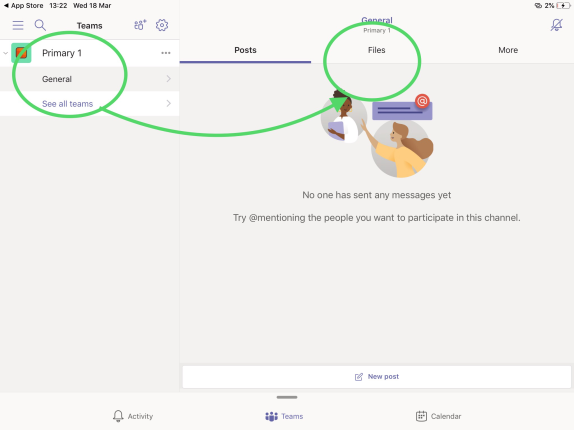 App Store 13:22 Wed 18 Mar
2%
Teams
General
Primary 1
Primary 1
General
See all teams
Posts
Files
More
@
No one has sent any messages yet
Try @mentioning the people you want to participate in this channel.
New post
Activity
Teams
Calendar